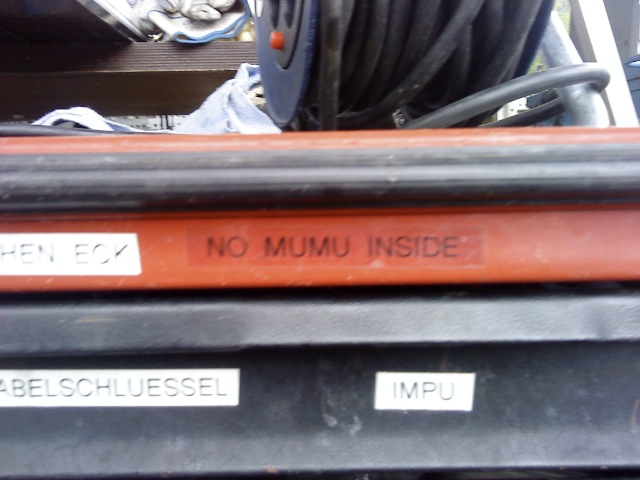 HEN ECK
NO MUMU INSIDE
ABELSCHLUESSEL
IMPU